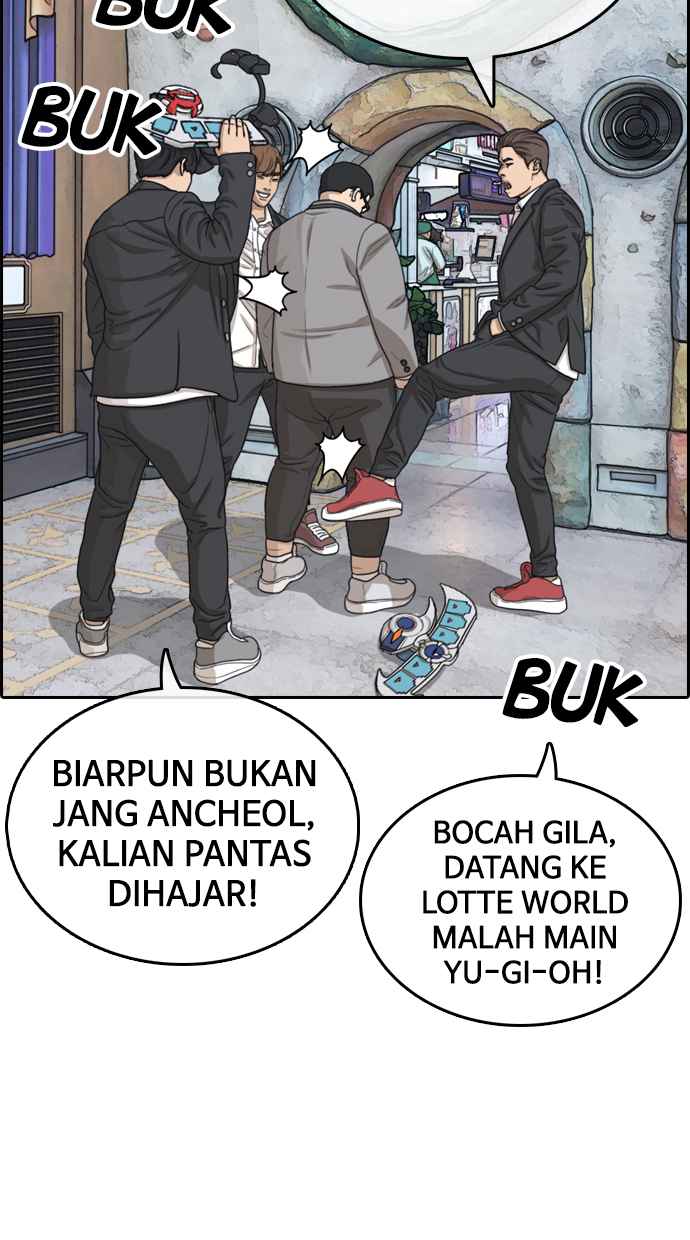 BUK
BUK
BUK
BIARPUN BUKAN
JANG ANCHEOL,
KALIAN PANTAS
DIHAJAR!
BOCAH GILA,
DATANG KE
LOTTE WORLD
MALAH MAIN
YU-GI-OH!